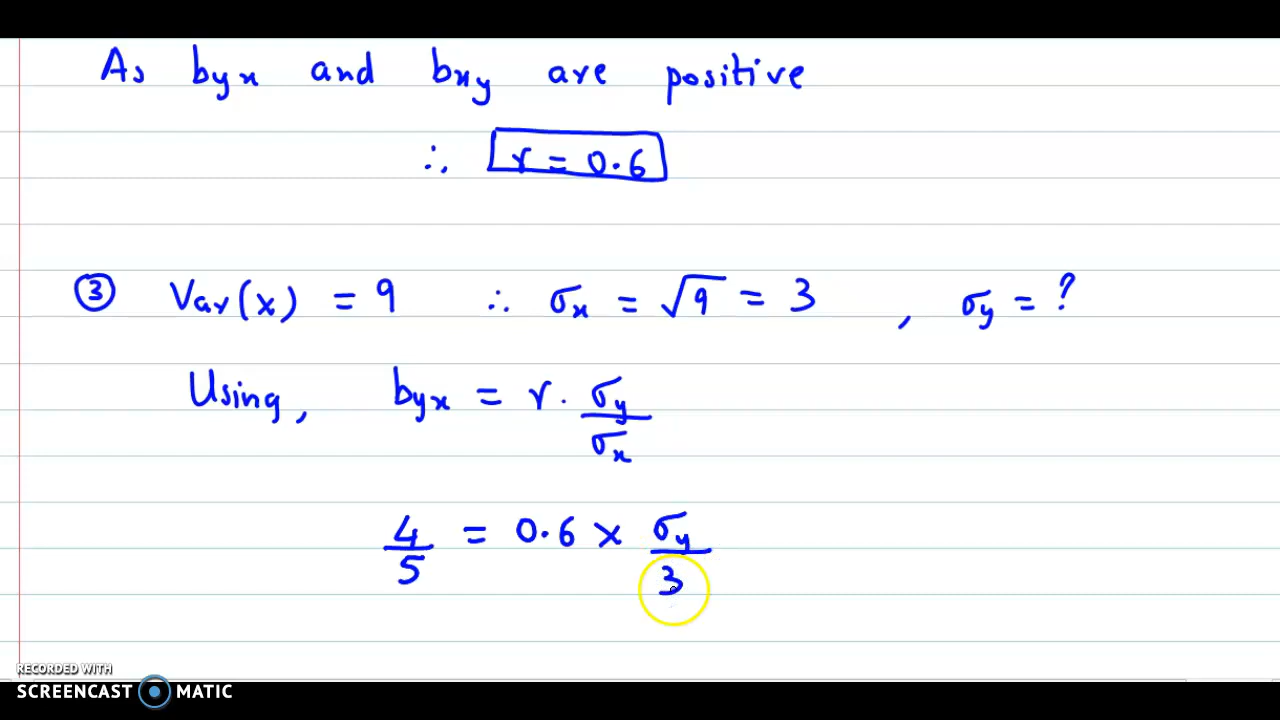 As byx and bxy are positive
∴ r = 0.6
③ Var(x) = 9 ∴ σx = √9 = 3 , σy = ?
Using, byx = r · σy/σx
4/5 = 0.6 × σy/3
RECORDED WITH
SCREENCAST MATIC